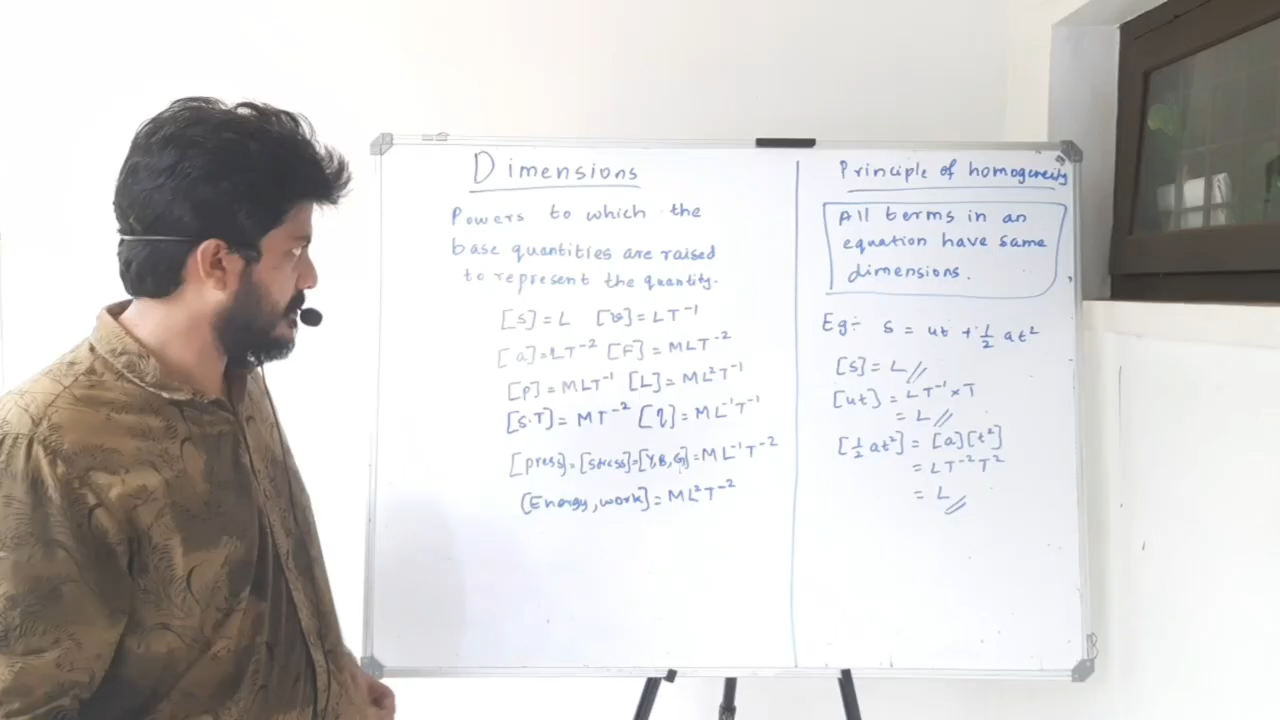 Dimensions
Powers to which the
base quantities are raised
to represent the quantity.
[s] = L [v] = LT⁻¹
[a] = LT⁻² [F] = MLT⁻²
[p] = MLT⁻¹ [L] = ML²T⁻¹
[S.T] = MT⁻² [η] = ML⁻¹T⁻¹
[press] = [stress] = [Y,B,G] = ML⁻¹T⁻²
[Energy, work] = ML²T⁻²
Principle of homogeneity
All terms in an
equation have same
dimensions.
Eg:- s = ut + ½ at²
[s] = L //
[ut] = LT⁻¹ × T
= L //
[½ at²] = [a][t²]
= LT⁻²T²
= L //